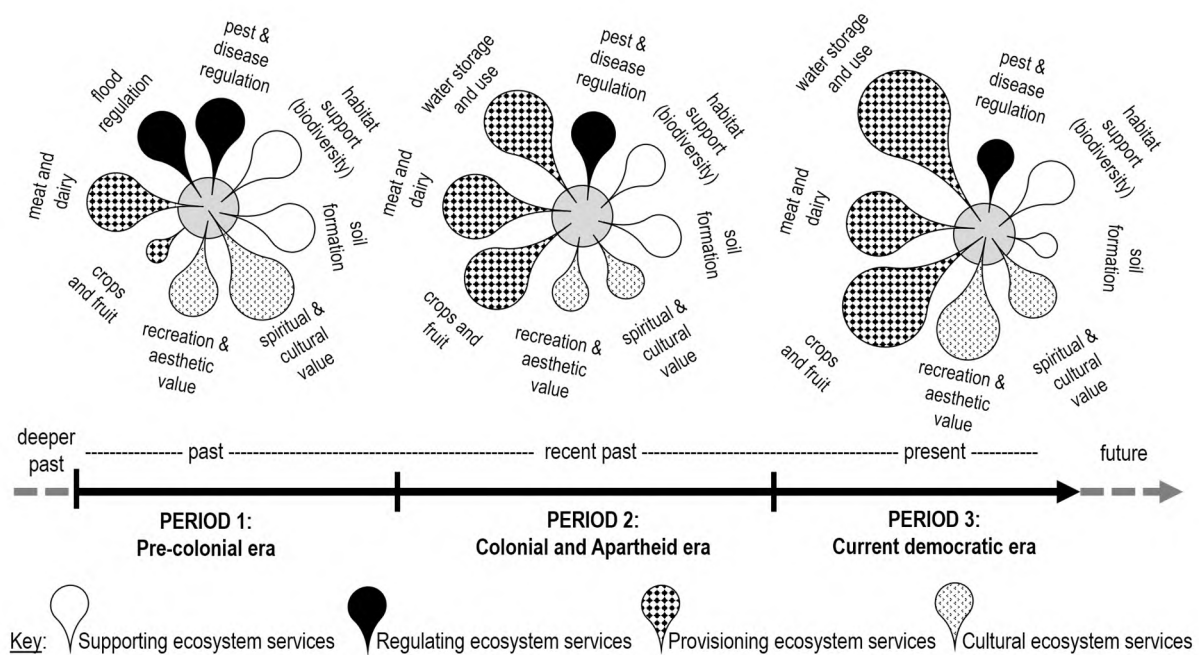 pest &
disease
regulation
flood
regulation
habitat
support
(biodiversity)
meat and
dairy
soil
formation
crops
and fruit
recreation &
aesthetic
value
spiritual &
cultural
value
water storage
and use
pest &
disease
regulation
habitat
support
(biodiversity)
meat and
dairy
soil
formation
crops and
fruit
recreation &
aesthetic
value
spiritual &
cultural
value
water storage
and use
pest &
disease
regulation
habitat
support
(biodiversity)
meat and
dairy
soil
formation
crops
and fruit
recreation &
aesthetic
value
spiritual &
cultural
value
deeper
past
past
recent past
present
future
PERIOD 1:
Pre-colonial era
PERIOD 2:
Colonial and Apartheid era
PERIOD 3:
Current democratic era
Key: Supporting ecosystem services Regulating ecosystem services Provisioning ecosystem services Cultural ecosystem services